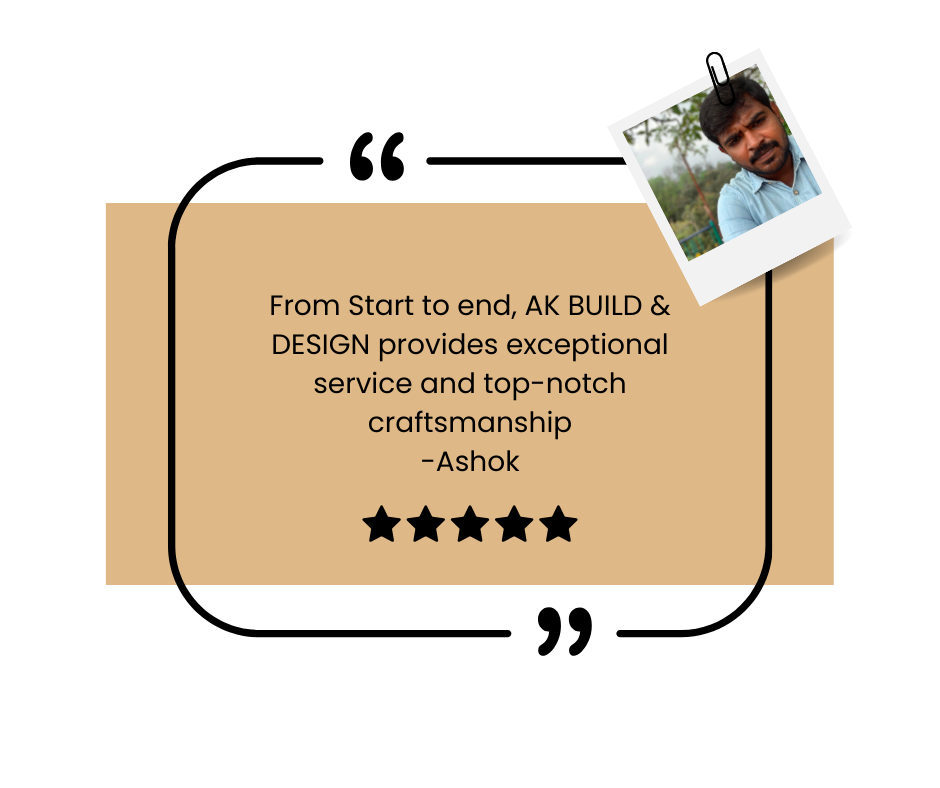 From Start to end, AK BUILD &
DESIGN provides exceptional
service and top-notch
craftsmanship
-Ashok